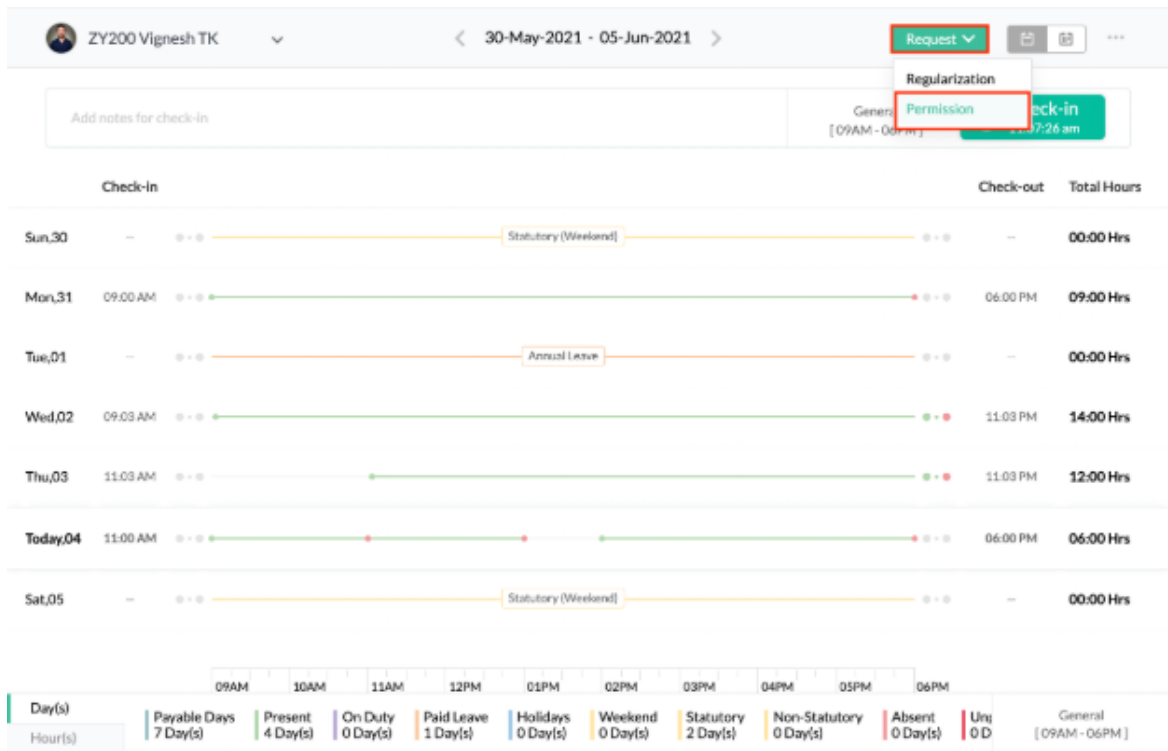 ZY200 Vignesh TK
30-May-2021 - 05-Jun-2021
Request
Regularization
Permission
Add notes for check-in
[09AM - 06PM]
Check-in
Check-out
Total Hours
Sun,30 -- Statutory (Weekend) -- 00:00 Hrs
Mon,31 09:00 AM 06:00 PM 09:00 Hrs
Tue,01 -- Annual Leave -- 00:00 Hrs
Wed,02 09:03 AM 11:03 PM 14:00 Hrs
Thu,03 11:03 AM 11:03 PM 12:00 Hrs
Today,04 11:00 AM 06:00 PM 06:00 Hrs
Sat,05 -- Statutory (Weekend) -- 00:00 Hrs
09AM 10AM 11AM 12PM 01PM 02PM 03PM 04PM 05PM 06PM
Day(s)
Hour(s)
Payable Days
7 Day(s)
Present
4 Day(s)
On Duty
0 Day(s)
Paid Leave
1 Day(s)
Holidays
0 Day(s)
Weekend
0 Day(s)
Statutory
2 Day(s)
Non-Statutory
0 Day(s)
Absent
0 Day(s)
General
[09AM - 06PM]